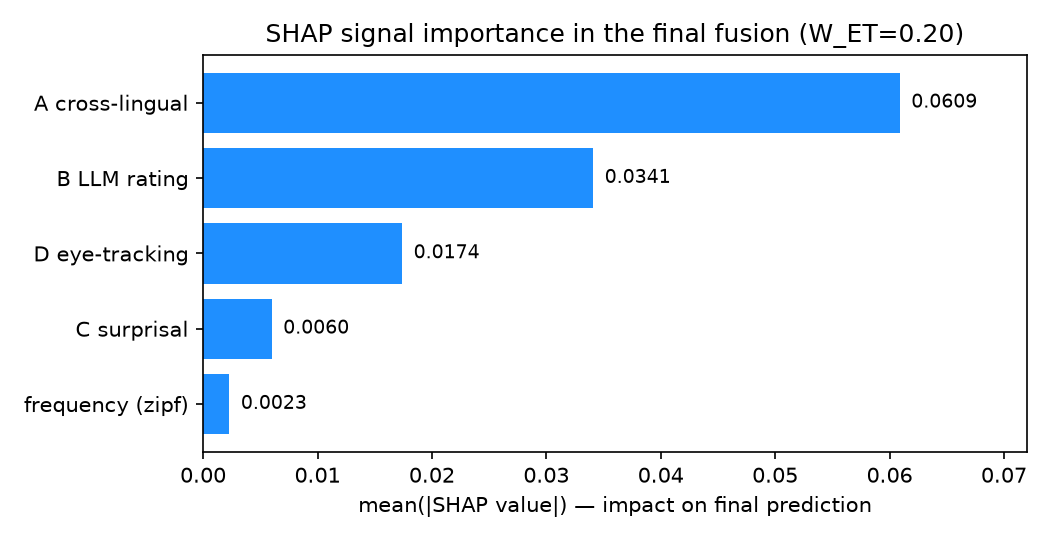 SHAP signal importance in the final fusion (W_ET=0.20)
A cross-lingual 0.0609
B LLM rating 0.0341
D eye-tracking 0.0174
C surprisal 0.0060
frequency (zipf) 0.0023
0.00 0.01 0.02 0.03 0.04 0.05 0.06 0.07
mean(|SHAP value|) — impact on final prediction